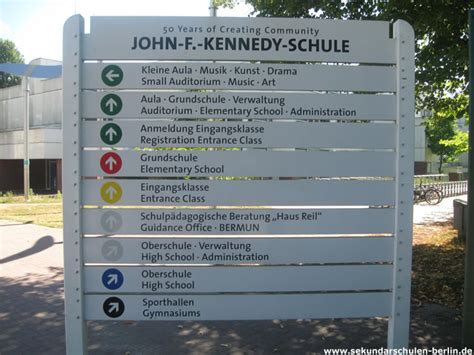 50 Years of Creating Community
JOHN-F.-KENNEDY-SCHULE
Kleine Aula · Musik · Kunst · Drama
Small Auditorium · Music · Art
Aula · Grundschule · Verwaltung
Auditorium · Elementary School · Administration
Anmeldung Eingangsklasse
Registration Entrance Class
Grundschule
Elementary School
Eingangsklasse
Entrance Class
Schulpädagogische Beratung „Haus Reil"
Guidance Office · BERMUN
Oberschule · Verwaltung
High School · Administration
Oberschule
High School
Sporthallen
Gymnasiums
www.sekundarschulen-berlin.de